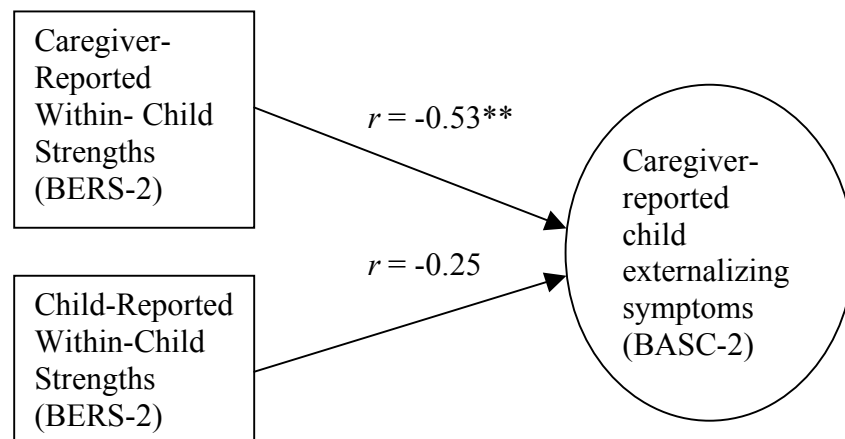 Caregiver-
Reported
Within- Child
Strengths
(BERS-2)
r = -0.53**
Caregiver-
reported
child
externalizing
symptoms
(BASC-2)
r = -0.25
Child-Reported
Within-Child
Strengths
(BERS-2)